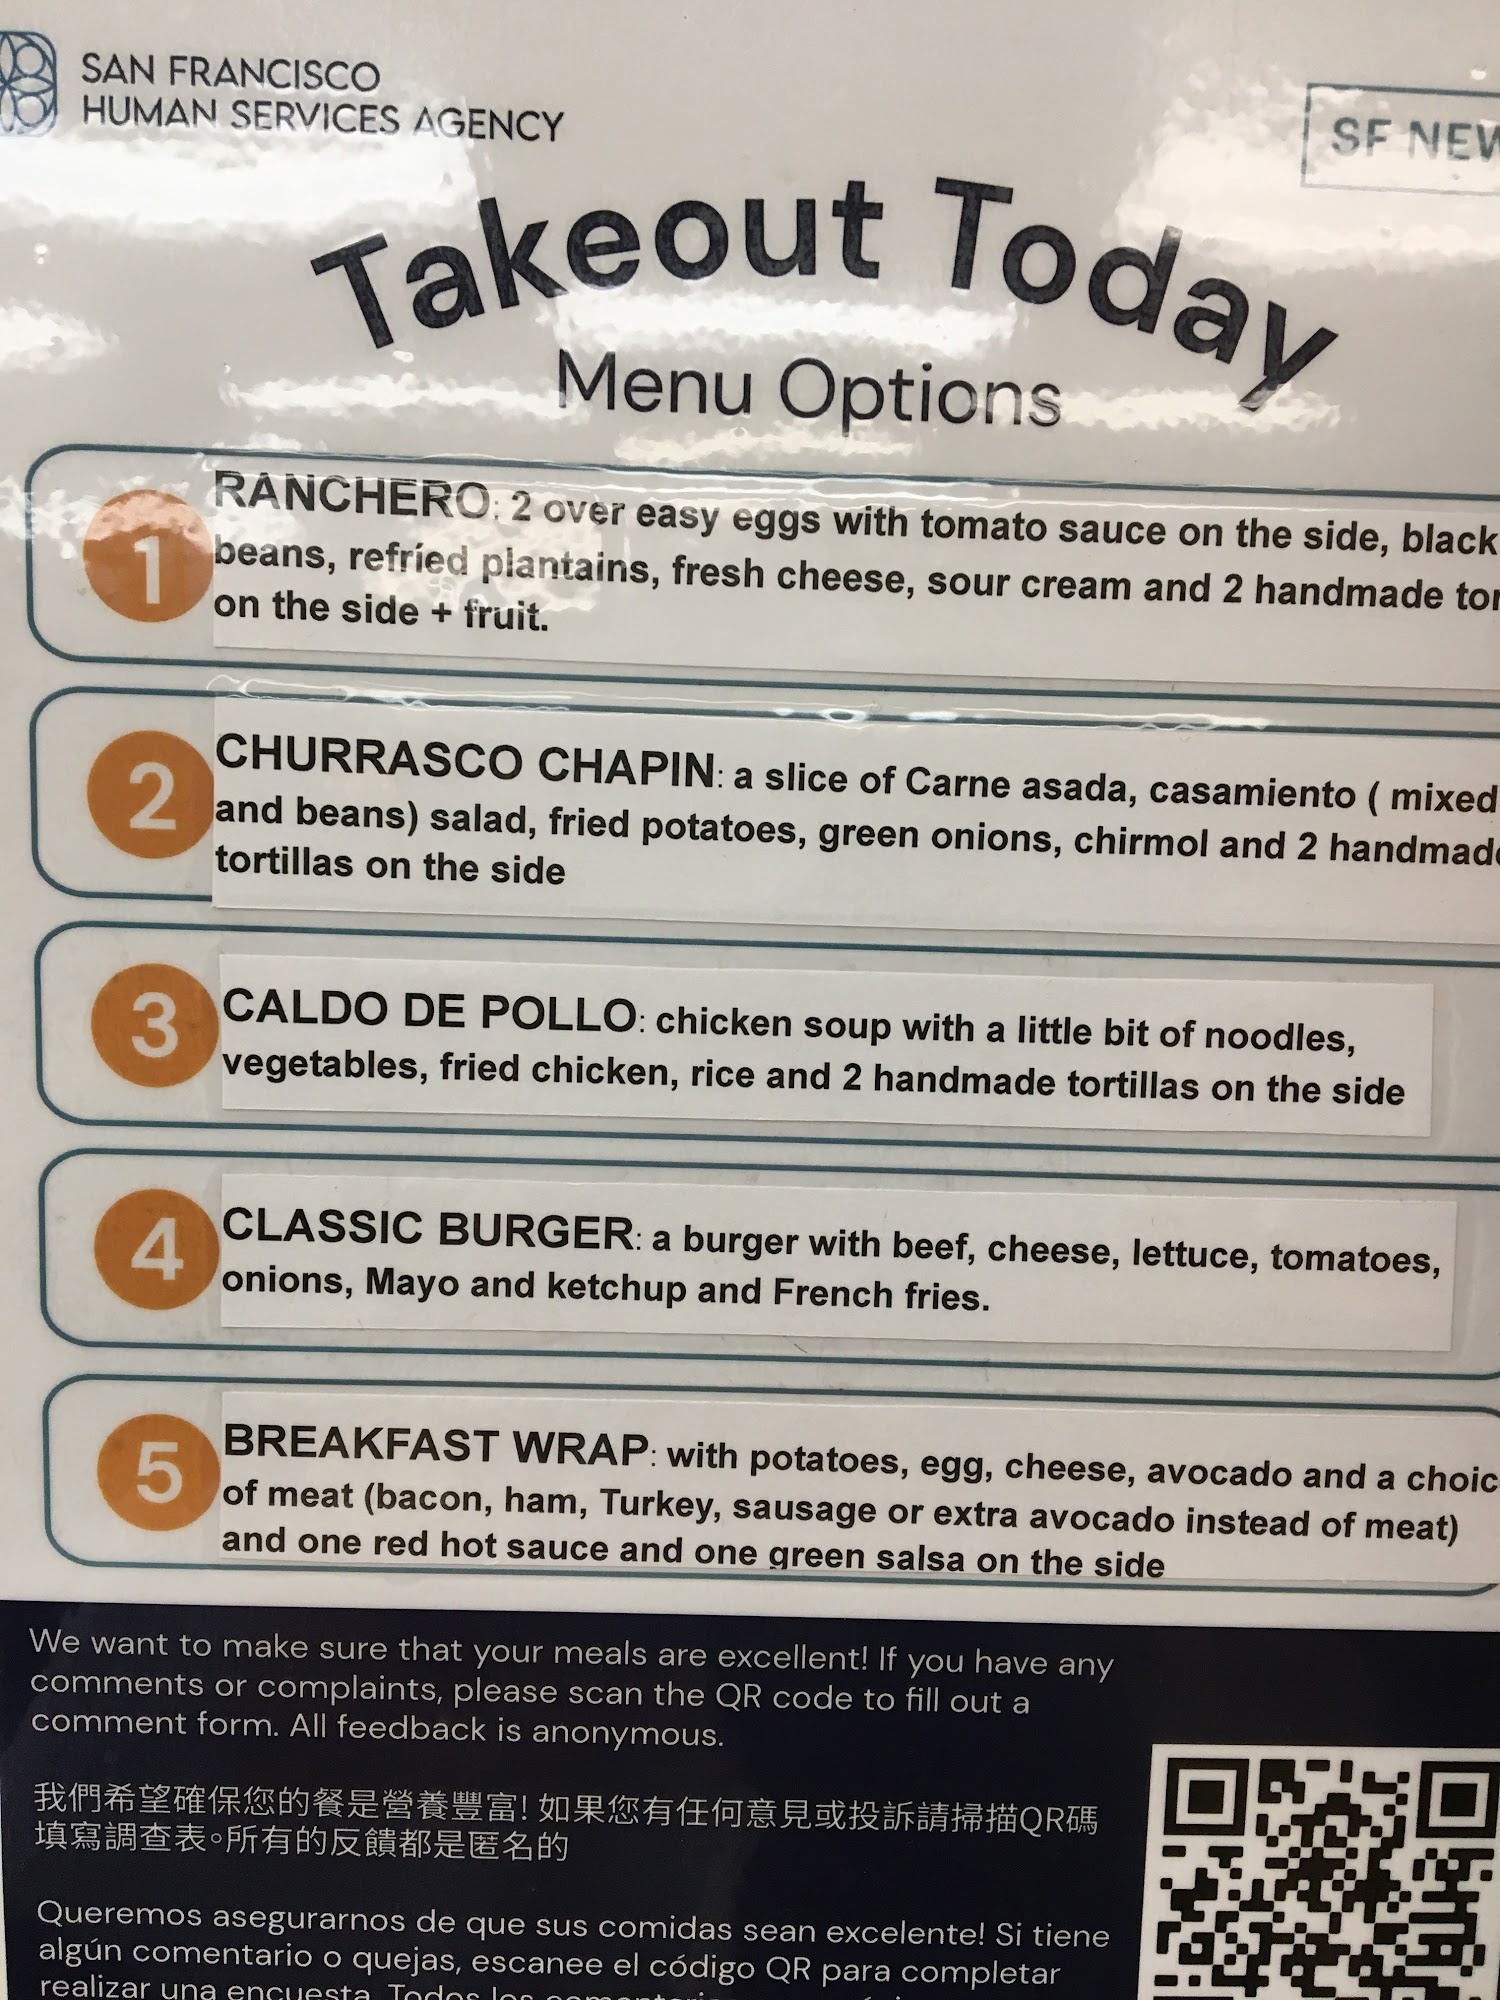 SAN FRANCISCO
HUMAN SERVICES AGENCY
SF NEW
Takeout Today
Menu Options
1
RANCHERO: 2 over easy eggs with tomato sauce on the side, black
beans, refríed plantains, fresh cheese, sour cream and 2 handmade
on the side + fruit.
2
CHURRASCO CHAPIN: a slice of Carne asada, casamiento ( mixed
and beans) salad, fried potatoes, green onions, chirmol and 2 handmade
tortillas on the side
3
CALDO DE POLLO: chicken soup with a little bit of noodles,
vegetables, fried chicken, rice and 2 handmade tortillas on the side
4
CLASSIC BURGER: a burger with beef, cheese, lettuce, tomatoes,
onions, Mayo and ketchup and French fries.
5
BREAKFAST WRAP: with potatoes, egg, cheese, avocado and a choic
of meat (bacon, ham, Turkey, sausage or extra avocado instead of meat)
and one red hot sauce and one green salsa on the side
We want to make sure that your meals are excellent! If you have any
comments or complaints, please scan the QR code to fill out a
comment form. All feedback is anonymous.
我們希望確保您的餐是營養豐富! 如果您有任何意見或投訴請掃描QR碼
填寫調查表。所有的反饋都是匿名的
Queremos asegurarnos de que sus comidas sean excelente! Si tiene
algún comentario o quejas, escanee el código QR para completar
realizar una encuesta. Todos los